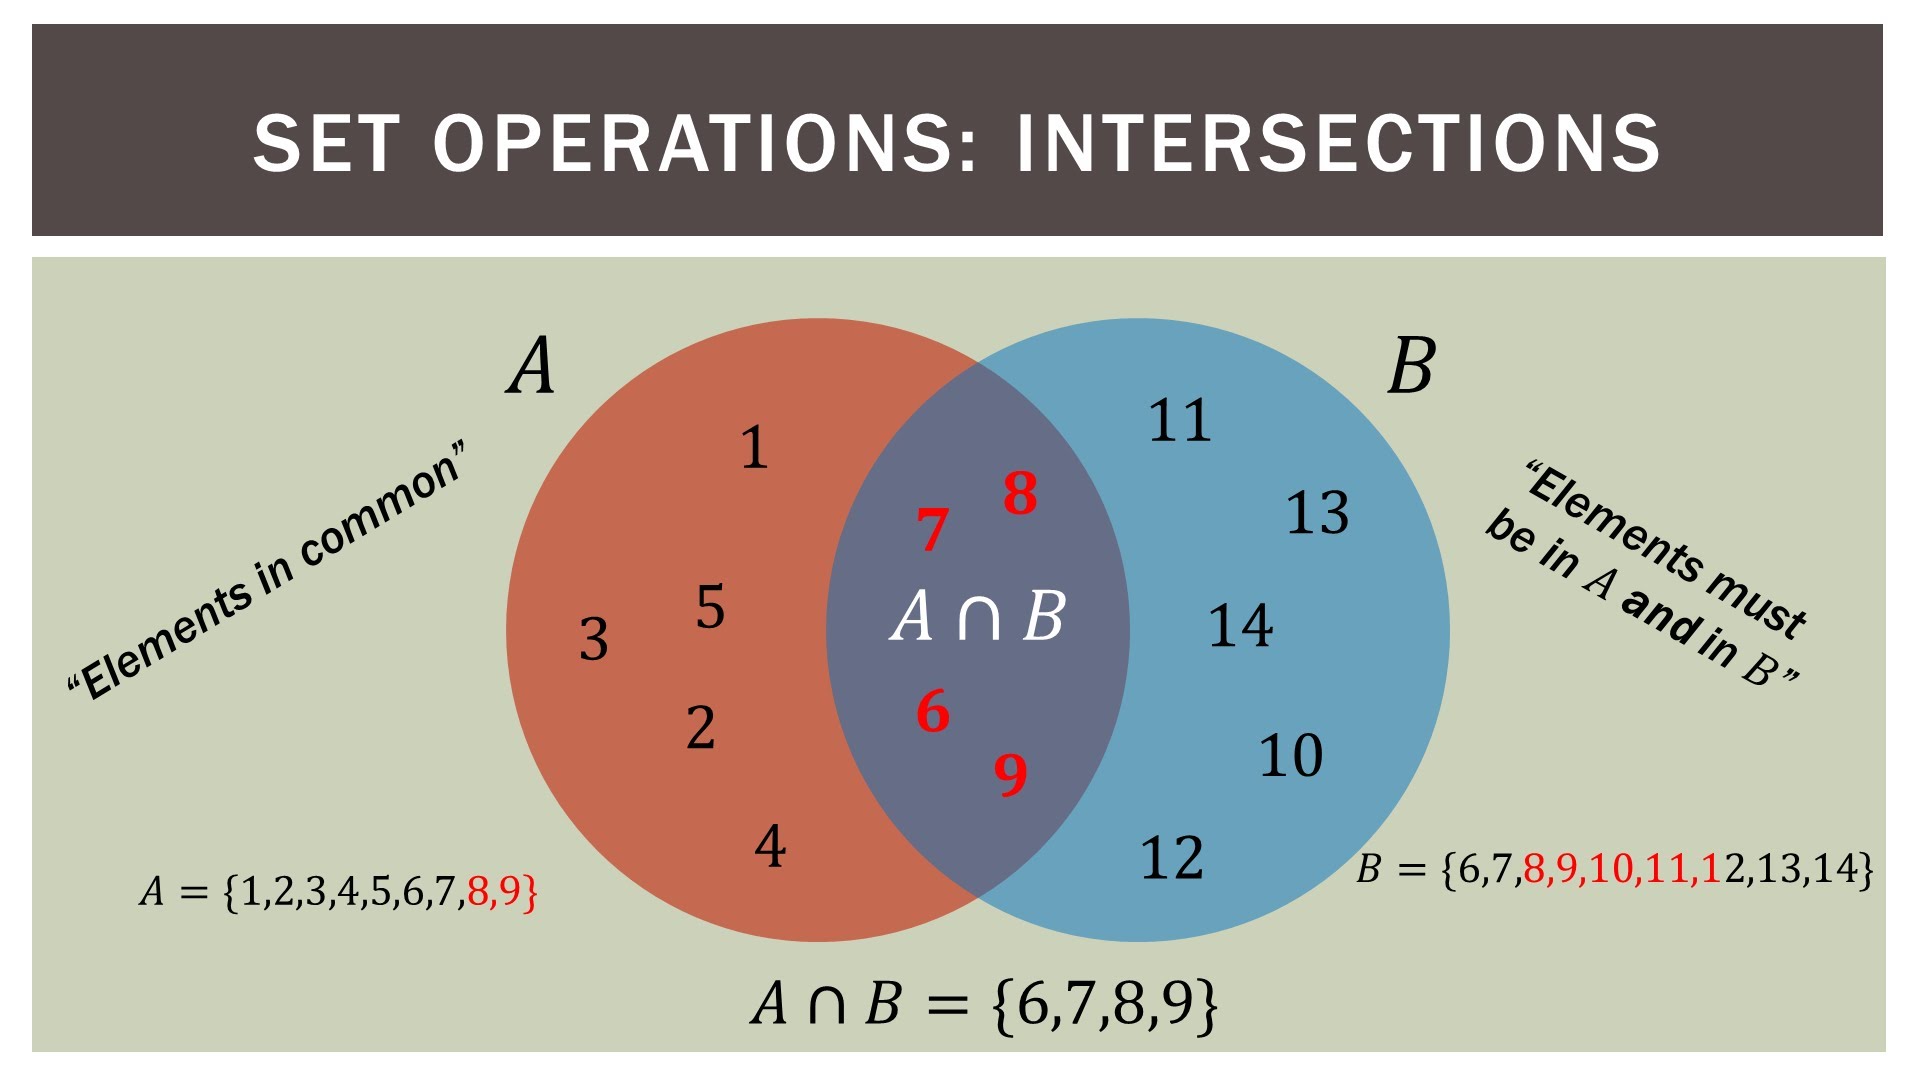 SET OPERATIONS: INTERSECTIONS
A
B
“Elements in common”
“Elements must
be in A and in B”
1
11
8
13
7
5
A ∩ B
14
3
6
2
10
9
4
12
A = {1,2,3,4,5,6,7,8,9}
B = {6,7,8,9,10,11,12,13,14}
A ∩ B = {6,7,8,9}